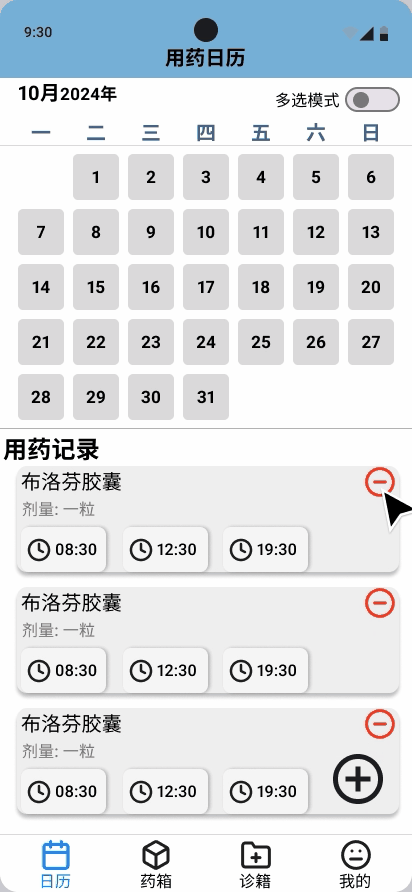 9:30
用药日历
10月2024年
多选模式
一 二 三 四 五 六 日
1 2 3 4 5 6
7 8 9 10 11 12 13
14 15 16 17 18 19 20
21 22 23 24 25 26 27
28 29 30 31
用药记录
布洛芬胶囊
剂量: 一粒
08:30 12:30 19:30
布洛芬胶囊
剂量: 一粒
08:30 12:30 19:30
布洛芬胶囊
剂量: 一粒
08:30 12:30 19:30
日历 药箱 诊籍 我的